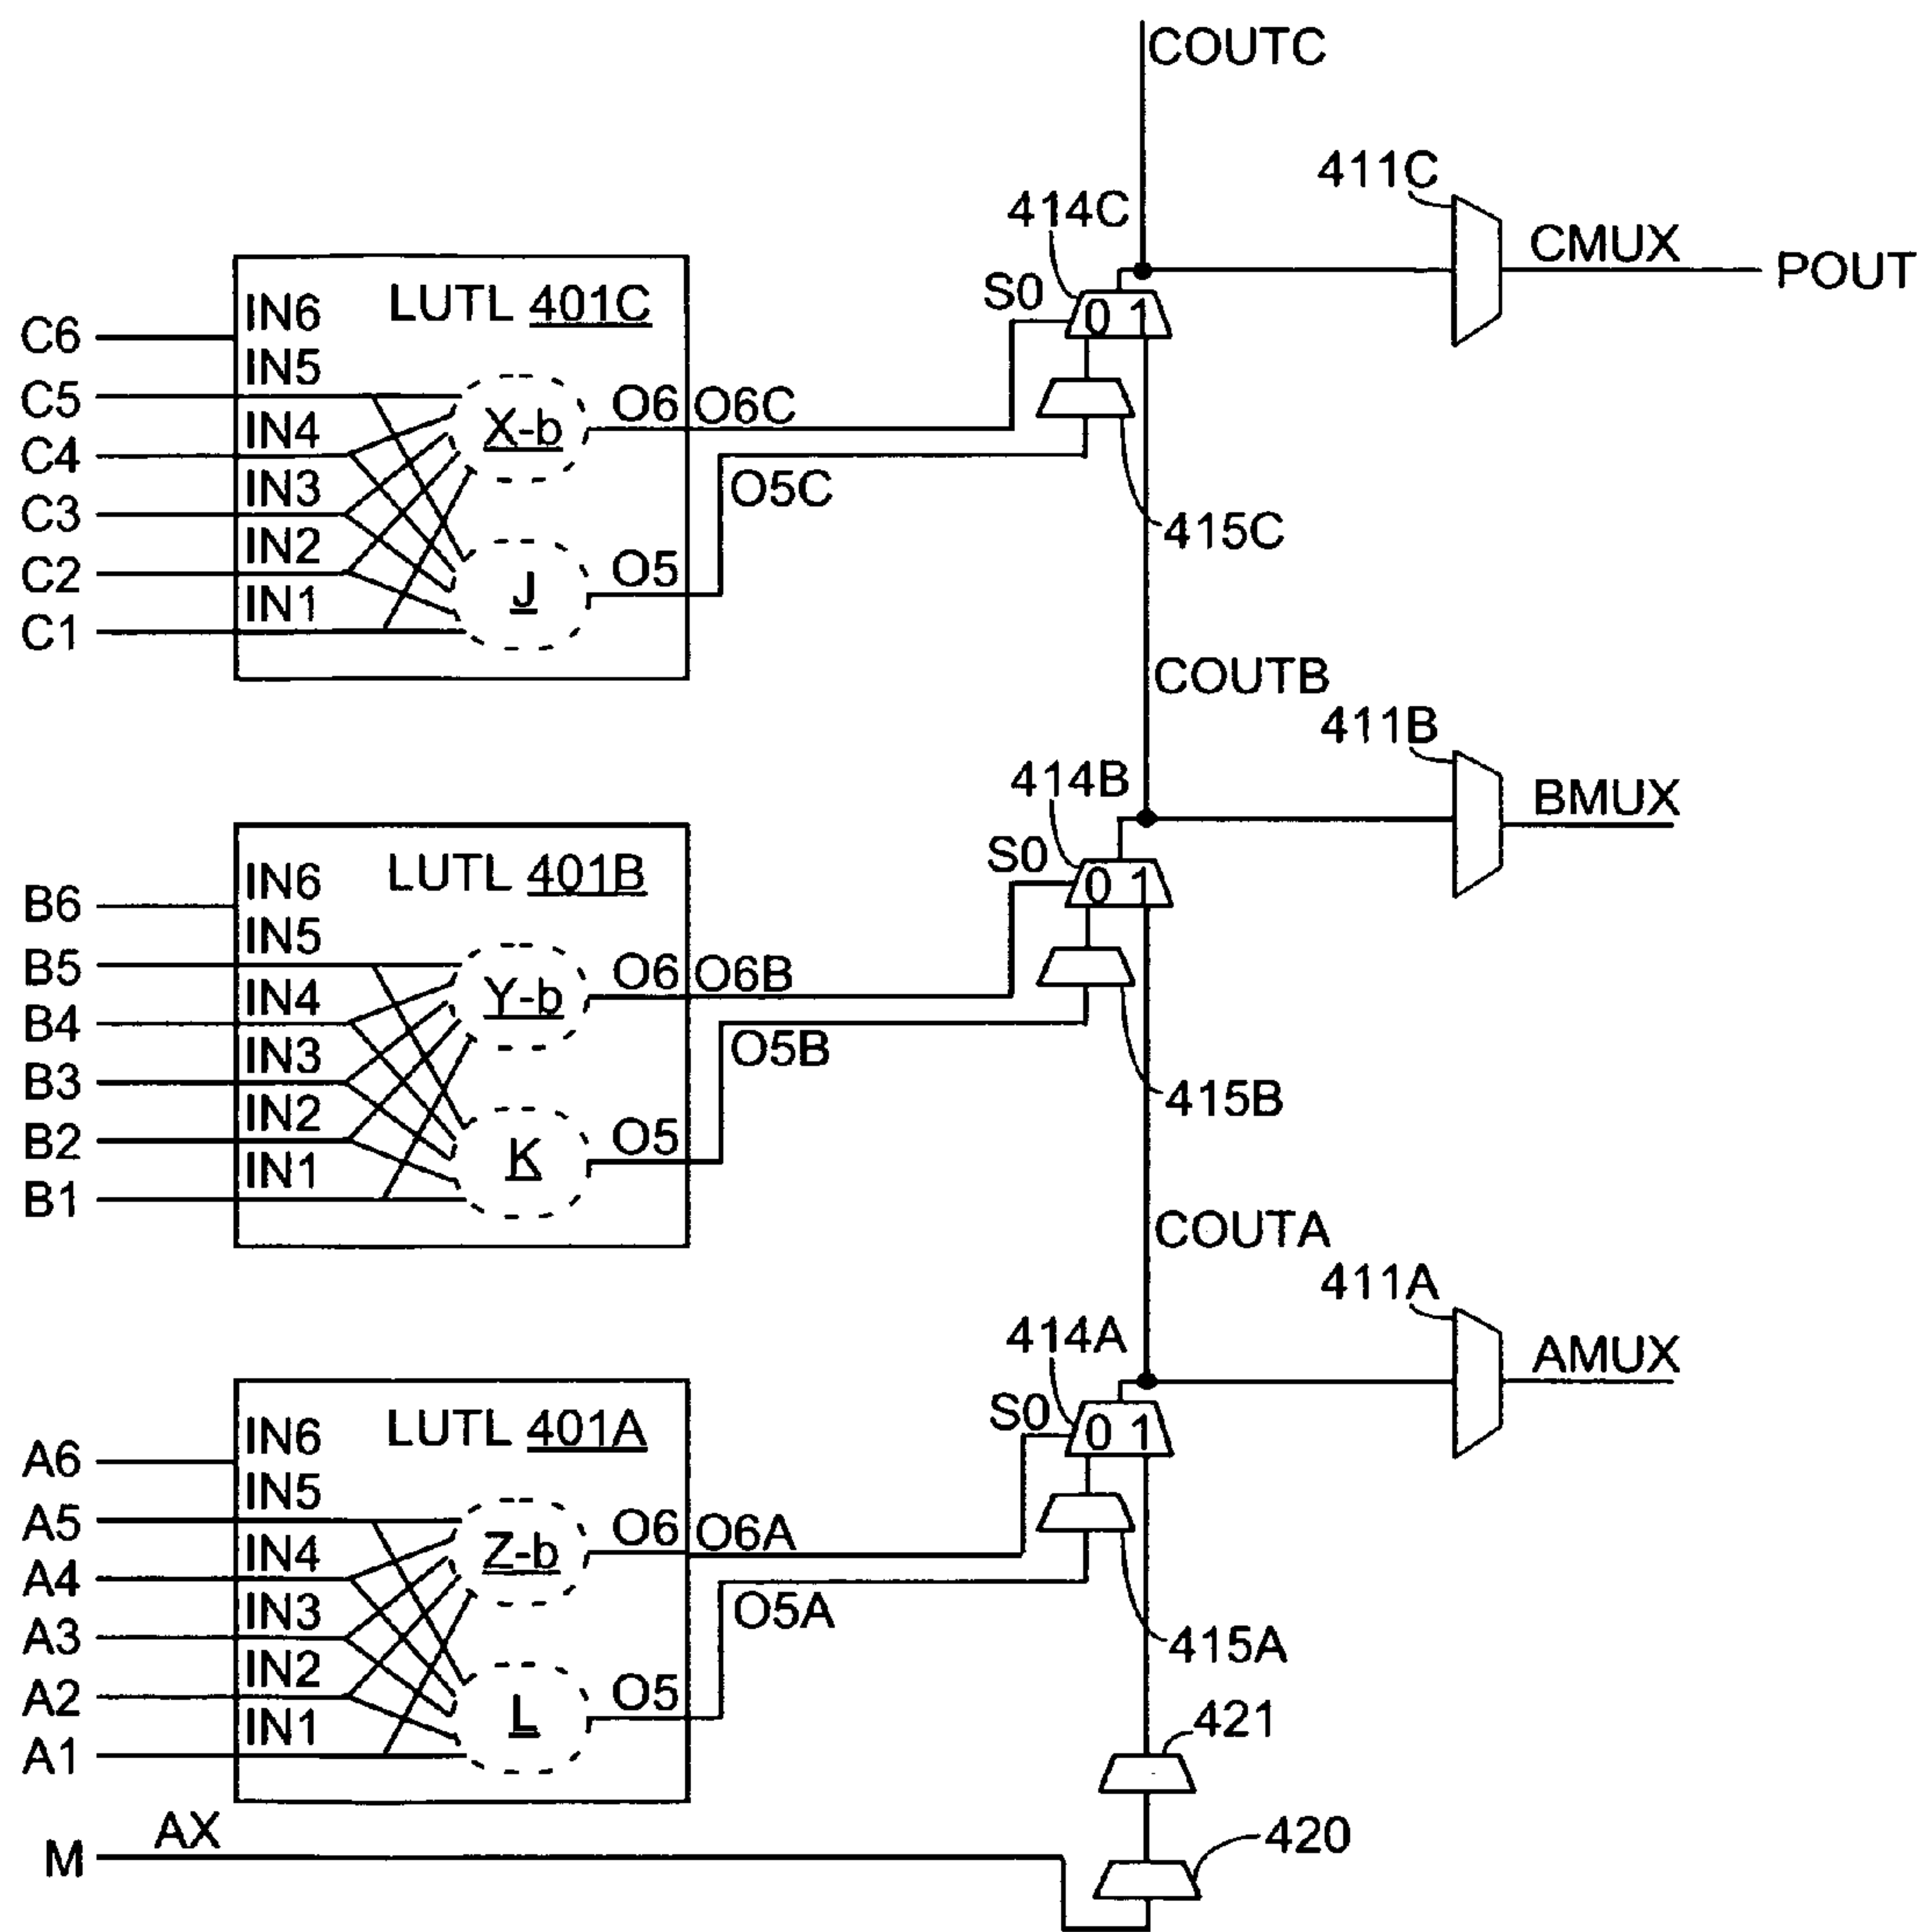 COUTC
411C
414C
CMUX
POUT
S0
0 1
LUTL 401C
IN6
C6
IN5
C5
X-b
O6
O6C
IN4
C4
IN3
C3
O5C
415C
IN2
C2
J
O5
IN1
C1
COUTB
411B
414B
BMUX
S0
0 1
LUTL 401B
IN6
B6
IN5
B5
Y-b
O6
O6B
IN4
B4
IN3
B3
O5B
415B
IN2
B2
K
O5
IN1
B1
COUTA
411A
414A
AMUX
S0
0 1
LUTL 401A
IN6
A6
IN5
A5
Z-b
O6
O6A
IN4
A4
IN3
A3
O5A
415A
IN2
A2
L
O5
IN1
A1
421
AX
M
420